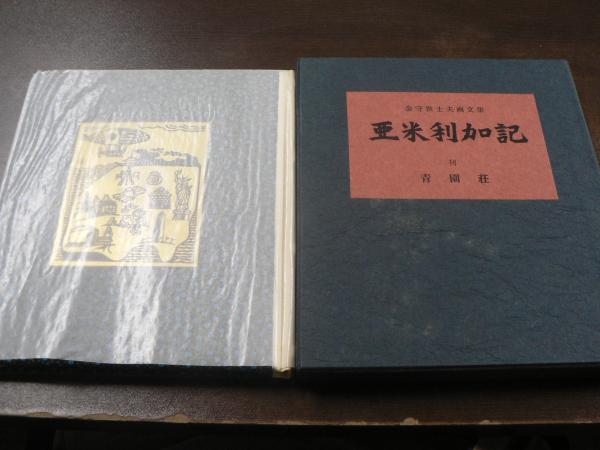 金守世士夫画文集
亜米利加記
刊
青園荘